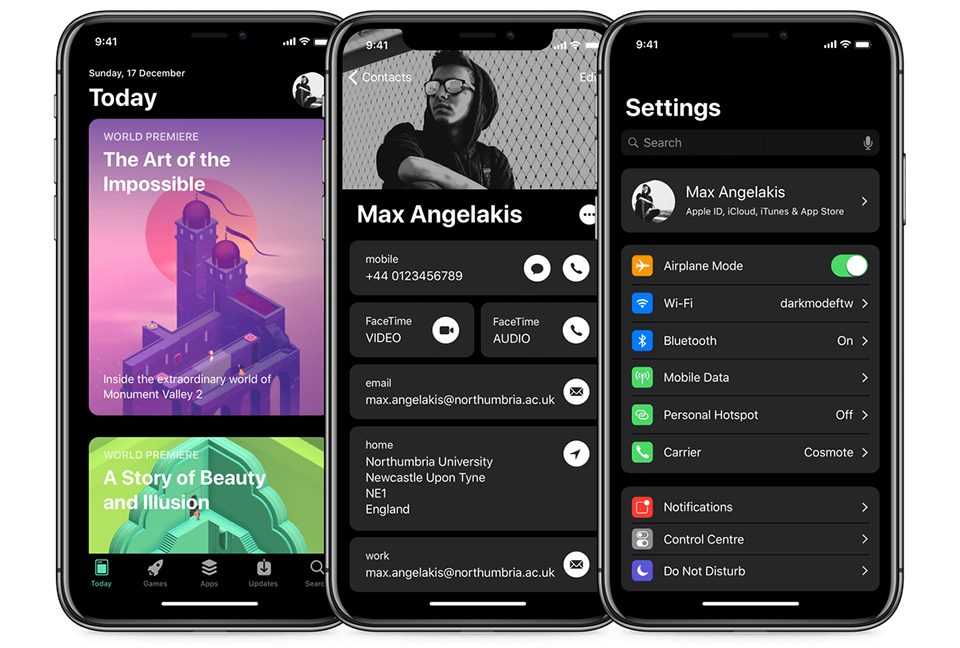 9:41
Sunday, 17 December
Today
WORLD PREMIERE
The Art of the
Impossible
Inside the extraordinary world of
Monument Valley 2
WORLD PREMIERE
A Story of Beauty
and Illusion
Today
Games
Apps
Updates
Searc
9:41
Contacts
Edi
Max Angelakis
mobile
+44 0123456789
FaceTime
VIDEO
FaceTime
AUDIO
email
max.angelakis@northumbria.ac.uk
home
Northumbria University
Newcastle Upon Tyne
NE1
England
work
max.angelakis@northumbria.ac.uk
9:41
Settings
Search
Max Angelakis
Apple ID, iCloud, iTunes & App Store
Airplane Mode
Wi-Fi darkmodeftw
Bluetooth On
Mobile Data
Personal Hotspot Off
Carrier Cosmote
Notifications
Control Centre
Do Not Disturb